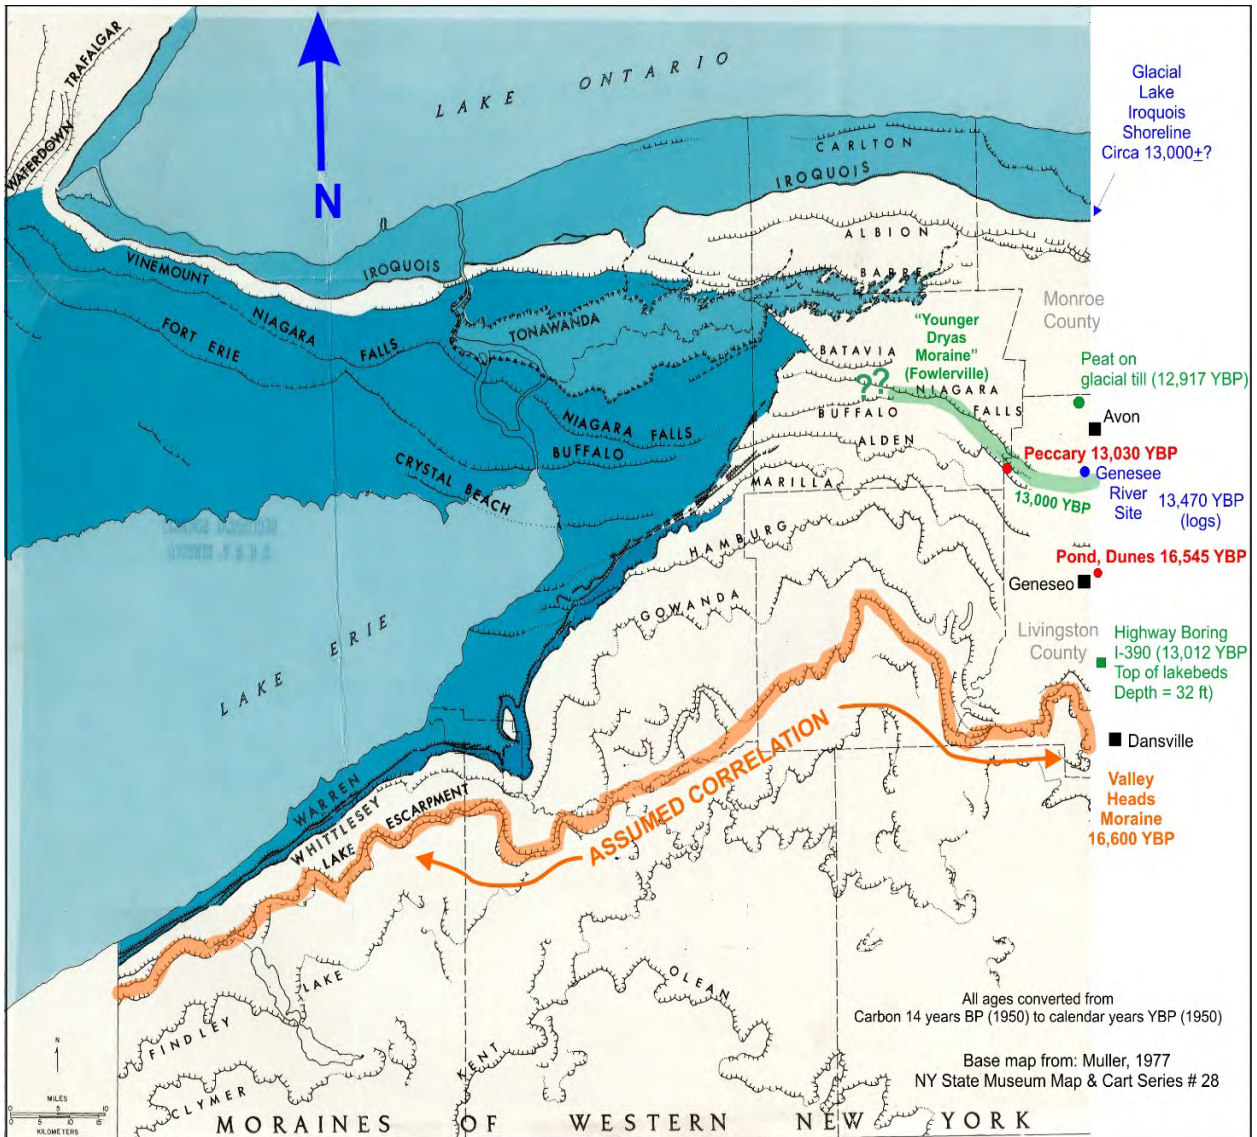 TRAFALGAR
WATERDOWN
LAKE ONTARIO
N
Glacial
Lake
Iroquois
Shoreline
Circa 13,000±?
CARLTON
IROQUOIS
ALBION
BARRE
VINEMOUNT
IROQUOIS
NIAGARA
FALLS
FORT ERIE
TONAWANDA
Monroe
County
"Younger
Dryas
Moraine"
(Fowlerville)
BATAVIA
??
NIAGARA
FALLS
Peat on
glacial till (12,917 YBP)
BUFFALO
ALDEN
Avon
NIAGARA FALLS
BUFFALO
CRYSTAL BEACH
MARILLA
Peccary 13,030 YBP
13,000 YBP
Genesee
River
Site
13,470 YBP
(logs)
HAMBURG
Pond, Dunes 16,545 YBP
Geneseo
GOWANDA
LAKE ERIE
Livingston
County
Highway Boring
I-390 (13,012 YBP
Top of lakebeds
Depth = 32 ft)
ASSUMED CORRELATION
Dansville
Valley
Heads
Moraine
16,600 YBP
WARREN
WHITTLESEY
LAKE
ESCARPMENT
LAKE
OLEAN
FINDLEY
KENT
CLYMER
All ages converted from
Carbon 14 years BP (1950) to calendar years YBP (1950)
Base map from: Muller, 1977
NY State Museum Map & Cart Series # 28
N
MILES
0 5 10
0 5 10 15
KILOMETERS
MORAINES OF WESTERN NEW YORK